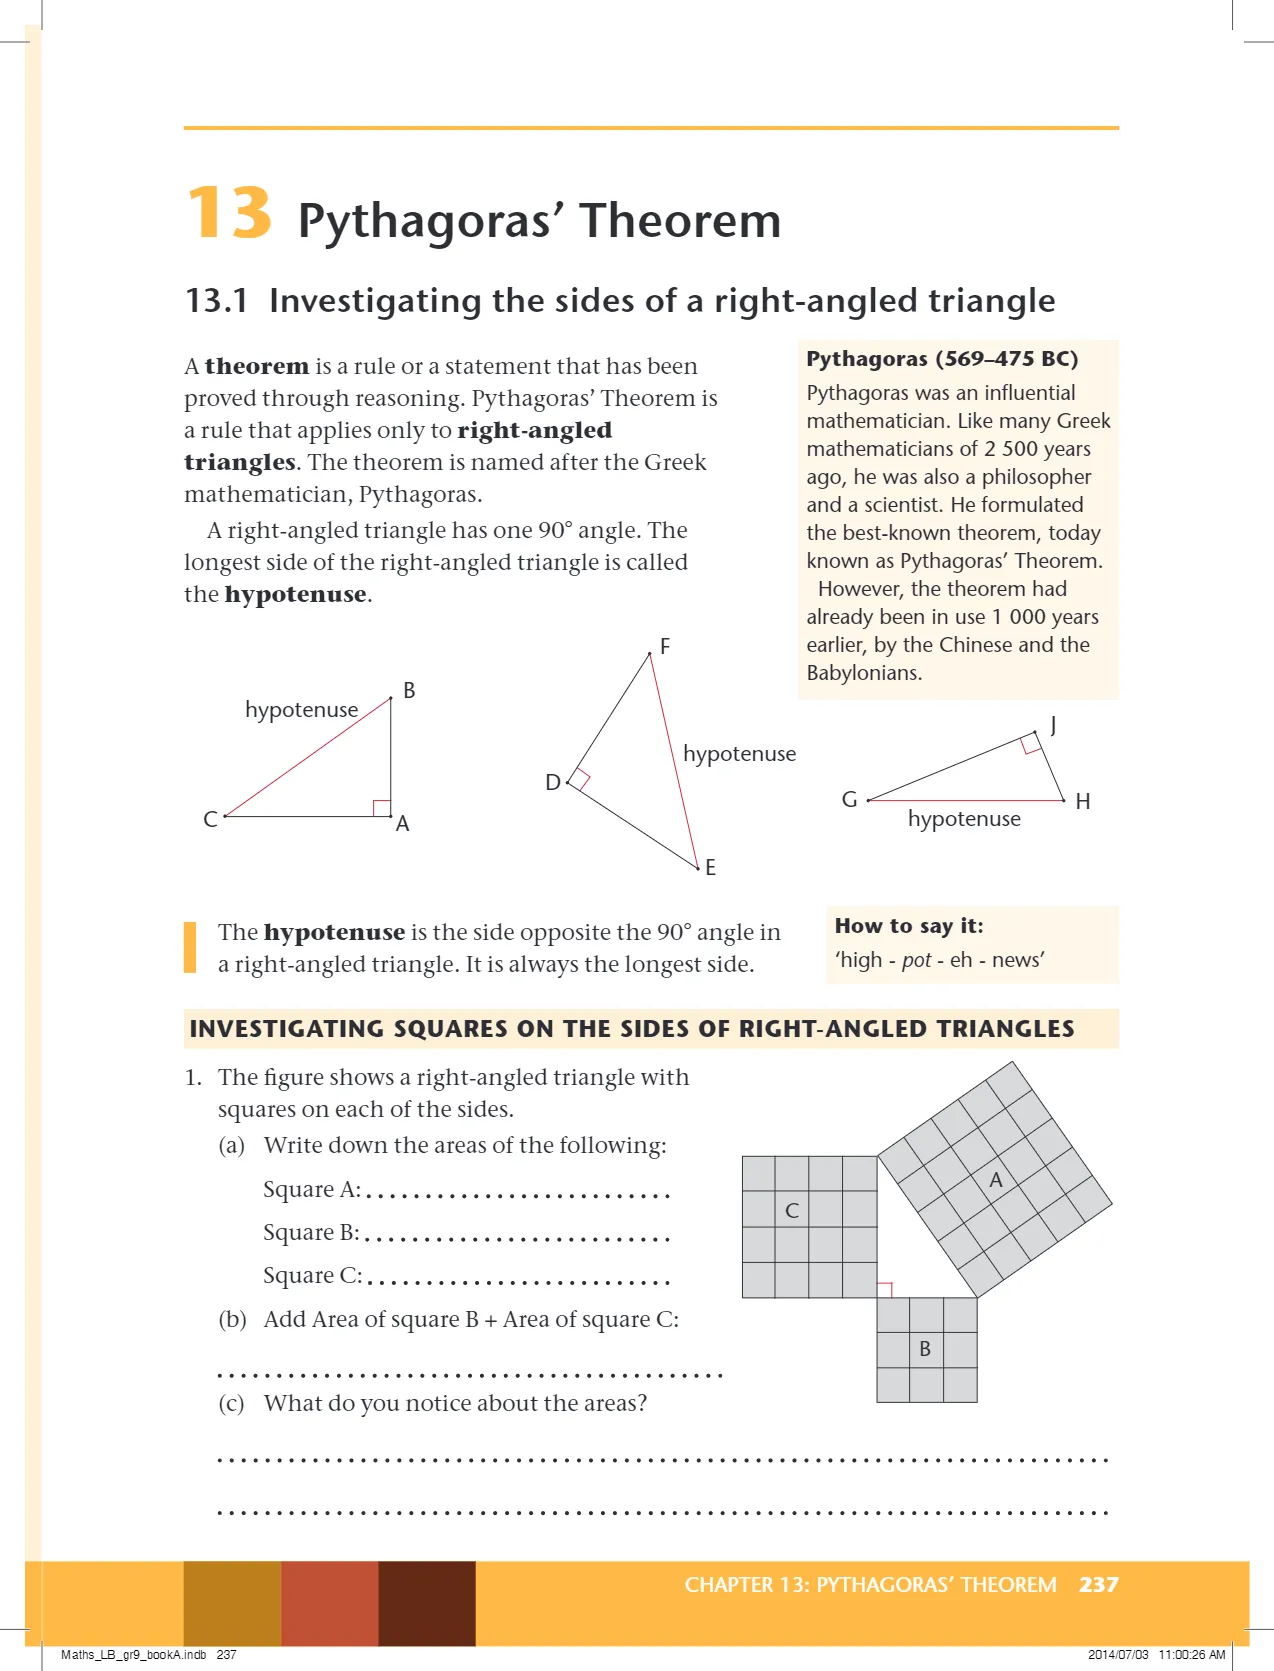 13 Pythagoras’ Theorem
13.1 Investigating the sides of a right-angled triangle
A theorem is a rule or a statement that has been
proved through reasoning. Pythagoras’ Theorem is
a rule that applies only to right-angled
triangles. The theorem is named after the Greek
mathematician, Pythagoras.
A right-angled triangle has one 90° angle. The
longest side of the right-angled triangle is called
the hypotenuse.
Pythagoras (569–475 BC)
Pythagoras was an influential
mathematician. Like many Greek
mathematicians of 2 500 years
ago, he was also a philosopher
and a scientist. He formulated
the best-known theorem, today
known as Pythagoras’ Theorem.
However, the theorem had
already been in use 1 000 years
earlier, by the Chinese and the
Babylonians.
B
hypotenuse
C
A
F
hypotenuse
D
E
J
G
H
hypotenuse
The hypotenuse is the side opposite the 90° angle in
a right-angled triangle. It is always the longest side.
How to say it:
‘high - pot - eh - news’
INVESTIGATING SQUARES ON THE SIDES OF RIGHT-ANGLED TRIANGLES
1. The figure shows a right-angled triangle with
squares on each of the sides.
(a) Write down the areas of the following:
Square A:
Square B:
Square C:
(b) Add Area of square B + Area of square C:
(c) What do you notice about the areas?
A
C
B
CHAPTER 13: PYTHAGORAS’ THEOREM 237
Maths_LB_gr9_bookA.indb 237
2014/07/03 11:00:26 AM